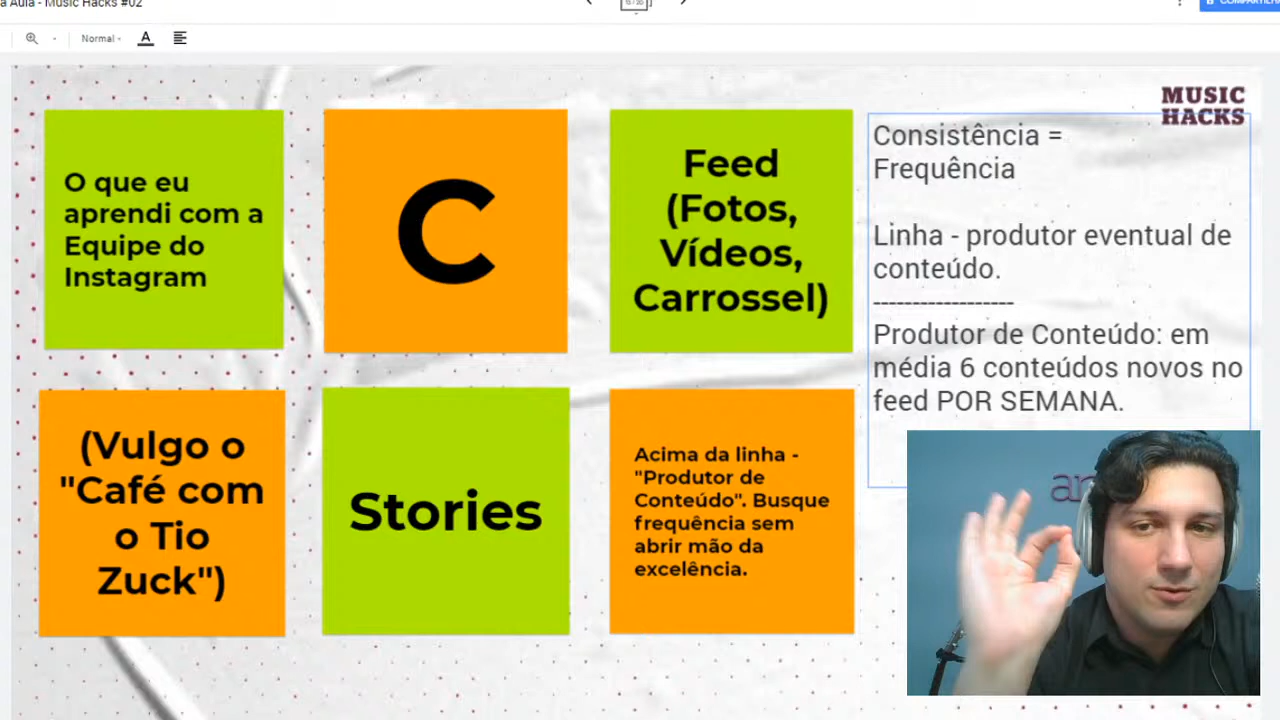 a Aula - Music Hacks #02
Normal
A
MUSIC
HACKS
O que eu
aprendi com a
Equipe do
Instagram
C
Feed
(Fotos,
Vídeos,
Carrossel)
Consistência =
Frequência
Linha - produtor eventual de
conteúdo.
------------------
Produtor de Conteúdo: em
média 6 conteúdos novos no
feed POR SEMANA.
(Vulgo o
"Café com
o Tio
Zuck")
Stories
Acima da linha -
"Produtor de
Conteúdo". Busque
frequência sem
abrir mão da
excelência.